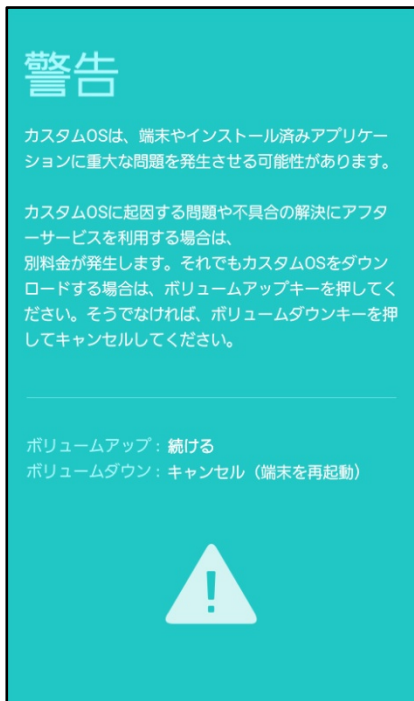 警告
カスタムOSは、端末やインストール済みアプリケー
ションに重大な問題を発生させる可能性があります。
カスタムOSに起因する問題や不具合の解決にアフタ
ーサービスを利用する場合は、
別料金が発生します。それでもカスタムOSをダウン
ロードする場合は、ボリュームアップキーを押してく
ださい。そうでなければ、ボリュームダウンキーを押
してキャンセルしてください。
ボリュームアップ : 続ける
ボリュームダウン : キャンセル（端末を再起動）